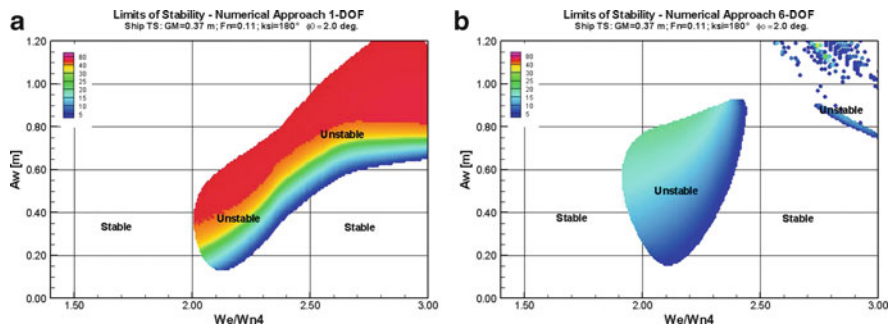 a
Limits of Stability - Numerical Approach 1-DOF
Ship TS: GM=0.37 m; Fn=0.11; ksi=180° ϕ0 = 2.0 deg.
1.20
1.00
0.80
0.60
0.40
0.20
0.00
Aw [m]
80
40
30
25
20
15
10
5
Unstable
Unstable
Stable
Stable
1.50
2.00
2.50
3.00
We/Wn4
b
Limits of Stability - Numerical Approach 6-DOF
Ship TS: GM=0.37 m; Fn=0.11; ksi=180° ϕ0 = 2.0 deg.
1.20
1.00
0.80
0.60
0.40
0.20
0.00
Aw [m]
80
40
30
25
20
15
10
5
Unstable
Unstable
Stable
Stable
1.50
2.00
2.50
3.00
We/Wn4